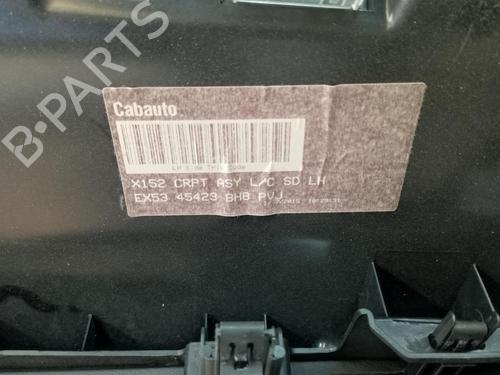 B-PARTS
Cabauto
X152 CRPT ASY L/C SD LH
EX53 45423 BH8 PVJ